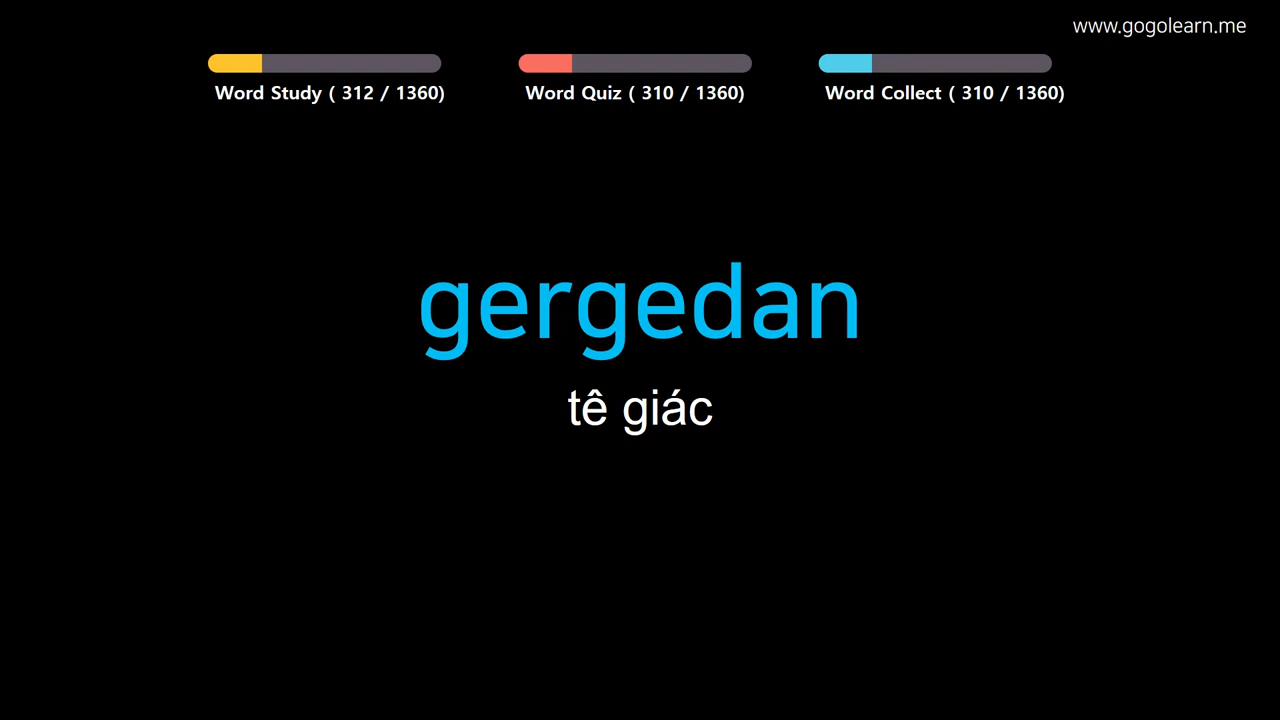 www.gogolearn.me
Word Study ( 312 / 1360)
Word Quiz ( 310 / 1360)
Word Collect ( 310 / 1360)
gergedan
tê giác